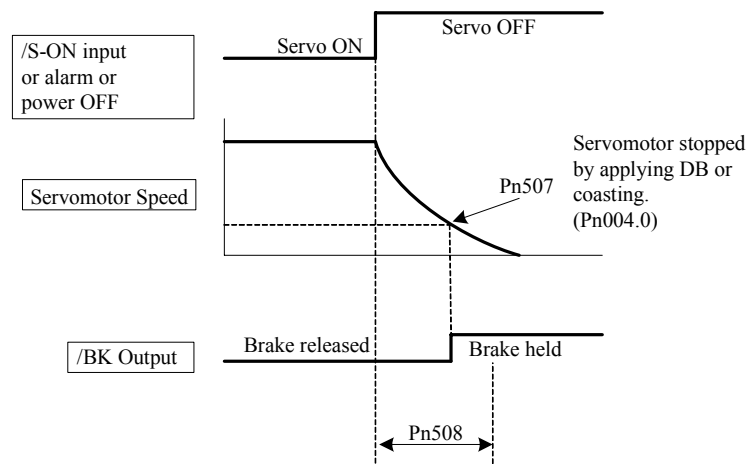 /S-ON input
or alarm or
power OFF
Servo ON
Servo OFF
Servomotor Speed
Pn507
Servomotor stopped
by applying DB or
coasting.
(Pn004.0)
/BK Output
Brake released
Brake held
Pn508